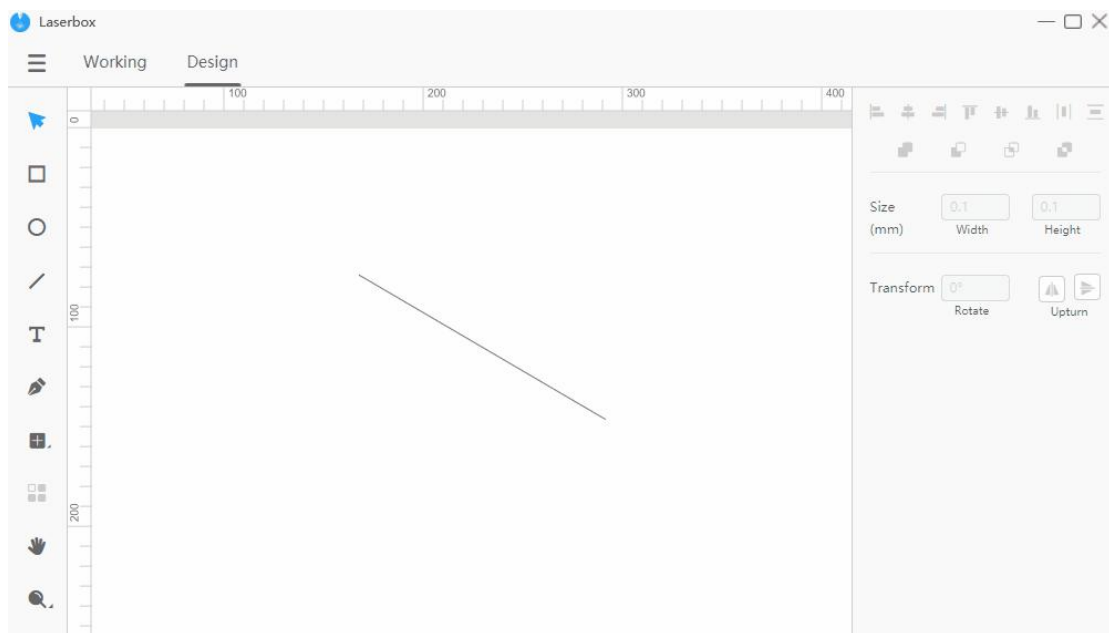 Laserbox
Working
Design
100
200
300
400
0
100
200
T
Size
(mm)
0.1
0.1
Width
Height
Transform
0°
Rotate
Upturn